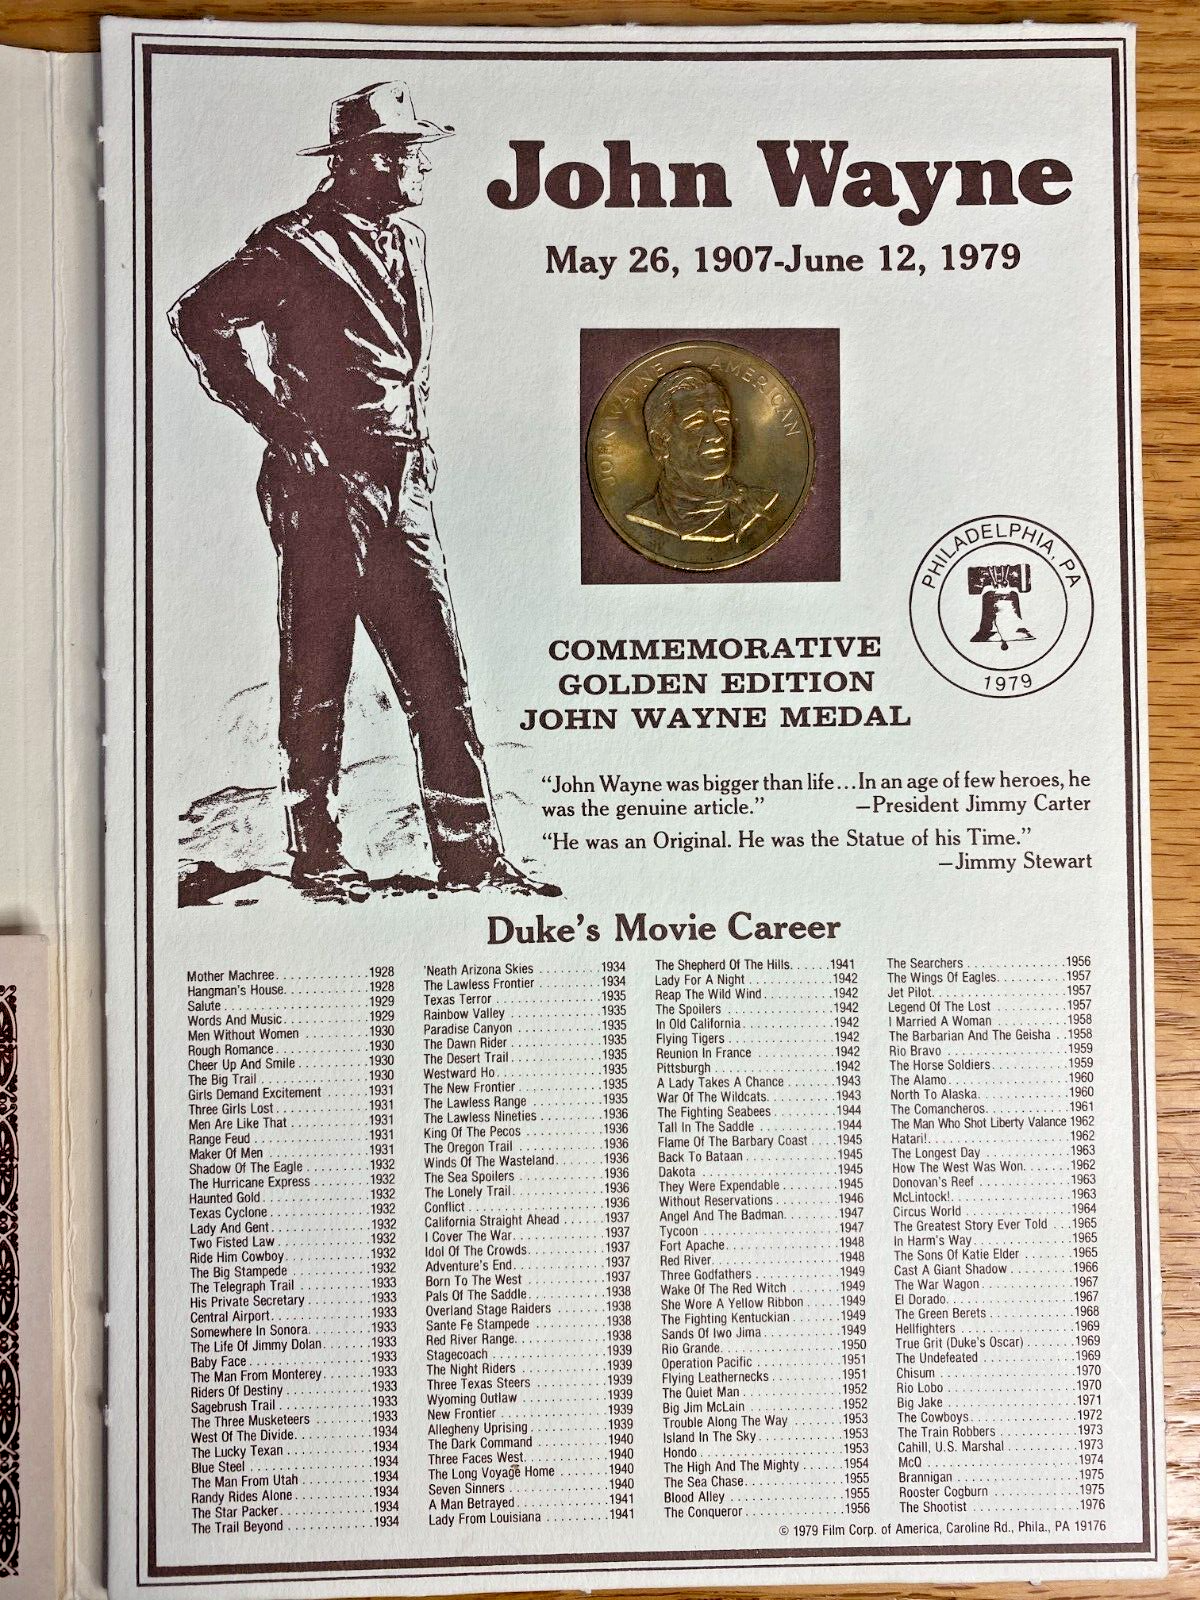 John Wayne
May 26, 1907-June 12, 1979
JOHN WAYNE - AMERICAN
PHILADELPHIA, PA
1979
COMMEMORATIVE
GOLDEN EDITION
JOHN WAYNE MEDAL
“John Wayne was bigger than life...In an age of few heroes, he
was the genuine article.” —President Jimmy Carter
“He was an Original. He was the Statue of his Time.”
—Jimmy Stewart
Duke’s Movie Career
Mother Machree. . . . . . . . . . . . .1928
Hangman's House. . . . . . . . . . . .1928
Salute . . . . . . . . . . . . . . . . . . . .1929
Words And Music. . . . . . . . . . . .1929
Men Without Women . . . . . . . . .1930
Rough Romance. . . . . . . . . . . . .1930
Cheer Up And Smile . . . . . . . . . .1930
The Big Trail . . . . . . . . . . . . . . . .1930
Girls Demand Excitement . . . . . .1931
Three Girls Lost . . . . . . . . . . . . .1931
Men Are Like That . . . . . . . . . . .1931
Range Feud . . . . . . . . . . . . . . . .1931
Maker Of Men . . . . . . . . . . . . . .1931
Shadow Of The Eagle . . . . . . . . .1932
The Hurricane Express . . . . . . . .1932
Haunted Gold . . . . . . . . . . . . . . .1932
Texas Cyclone . . . . . . . . . . . . . .1932
Lady And Gent . . . . . . . . . . . . . .1932
Two Fisted Law . . . . . . . . . . . . . .1932
Ride Him Cowboy. . . . . . . . . . . .1932
The Big Stampede . . . . . . . . . . .1932
The Telegraph Trail . . . . . . . . . . .1933
His Private Secretary . . . . . . . . . .1933
Central Airport. . . . . . . . . . . . . . .1933
Somewhere In Sonora. . . . . . . . .1933
The Life Of Jimmy Dolan. . . . . . .1933
Baby Face . . . . . . . . . . . . . . . . .1933
The Man From Monterey. . . . . . .1933
Riders Of Destiny . . . . . . . . . . . .1933
Sagebrush Trail . . . . . . . . . . . . .1933
The Three Musketeers . . . . . . . .1933
West Of The Divide. . . . . . . . . . .1934
The Lucky Texan . . . . . . . . . . . .1934
Blue Steel . . . . . . . . . . . . . . . . . .1934
The Man From Utah . . . . . . . . . .1934
Randy Rides Alone . . . . . . . . . . .1934
The Star Packer. . . . . . . . . . . . . .1934
The Trail Beyond . . . . . . . . . . . . .1934
'Neath Arizona Skies . . . . . . . . .1934
The Lawless Frontier . . . . . . . . .1934
Texas Terror . . . . . . . . . . . . . . .1935
Rainbow Valley . . . . . . . . . . . . .1935
Paradise Canyon . . . . . . . . . . . .1935
The Dawn Rider . . . . . . . . . . . . .1935
The Desert Trail . . . . . . . . . . . . .1935
Westward Ho. . . . . . . . . . . . . . .1935
The New Frontier . . . . . . . . . . . .1935
The Lawless Range . . . . . . . . . .1935
The Lawless Nineties . . . . . . . . .1936
King Of The Pecos . . . . . . . . . . .1936
The Oregon Trail . . . . . . . . . . . .1936
Winds Of The Wasteland. . . . . . .1936
The Sea Spoilers . . . . . . . . . . . .1936
The Lonely Trail. . . . . . . . . . . . . .1936
Conflict . . . . . . . . . . . . . . . . . . .1936
California Straight Ahead . . . . . .1937
I Cover The War. . . . . . . . . . . . . .1937
Idol Of The Crowds. . . . . . . . . . .1937
Adventure's End. . . . . . . . . . . . .1937
Born To The West . . . . . . . . . . . .1937
Pals Of The Saddle. . . . . . . . . . . .1938
Overland Stage Raiders . . . . . . . .1938
Sante Fe Stampede . . . . . . . . . . .1938
Red River Range. . . . . . . . . . . . . .1938
Stagecoach . . . . . . . . . . . . . . . .1939
The Night Riders . . . . . . . . . . . . .1939
Three Texas Steers . . . . . . . . . . .1939
Wyoming Outlaw . . . . . . . . . . . . .1939
New Frontier . . . . . . . . . . . . . . . .1939
Allegheny Uprising . . . . . . . . . . . .1939
The Dark Command . . . . . . . . . .1940
Three Faces West. . . . . . . . . . . . .1940
The Long Voyage Home . . . . . . .1940
Seven Sinners . . . . . . . . . . . . . . .1940
A Man Betrayed . . . . . . . . . . . . . .1941
Lady From Louisiana . . . . . . . . . .1941
The Shepherd Of The Hills. . . . . .1941
Lady For A Night . . . . . . . . . . . .1942
Reap The Wild Wind . . . . . . . . . .1942
The Spoilers . . . . . . . . . . . . . . .1942
In Old California. . . . . . . . . . . . .1942
Flying Tigers . . . . . . . . . . . . . . .1942
Reunion In France . . . . . . . . . . .1942
Pittsburgh . . . . . . . . . . . . . . . . .1942
A Lady Takes A Chance . . . . . . .1943
War Of The Wildcats. . . . . . . . . .1943
The Fighting Seabees . . . . . . . . .1944
Tall In The Saddle . . . . . . . . . . . .1944
Flame Of The Barbary Coast . . . .1945
Back To Bataan . . . . . . . . . . . . .1945
Dakota . . . . . . . . . . . . . . . . . . .1945
They Were Expendable . . . . . . . .1945
Without Reservations . . . . . . . . .1946
Angel And The Badman. . . . . . . .1947
Tycoon . . . . . . . . . . . . . . . . . . .1947
Fort Apache. . . . . . . . . . . . . . . .1948
Red River. . . . . . . . . . . . . . . . . .1948
Three Godfathers . . . . . . . . . . . .1949
Wake Of The Red Witch . . . . . . .1949
She Wore A Yellow Ribbon . . . . .1949
The Fighting Kentuckian . . . . . . .1949
Sands Of Iwo Jima . . . . . . . . . . .1949
Rio Grande. . . . . . . . . . . . . . . . .1950
Operation Pacific . . . . . . . . . . . .1951
Flying Leathernecks . . . . . . . . . .1951
The Quiet Man . . . . . . . . . . . . . .1952
Big Jim McLain . . . . . . . . . . . . . .1952
Trouble Along The Way . . . . . . . .1953
Island In The Sky. . . . . . . . . . . . .1953
Hondo . . . . . . . . . . . . . . . . . . . .1953
The High And The Mighty . . . . . . .1954
The Sea Chase. . . . . . . . . . . . . . .1955
Blood Alley . . . . . . . . . . . . . . . . .1955
The Conqueror . . . . . . . . . . . . . .1956
The Searchers . . . . . . . . . . . . . .1956
The Wings Of Eagles. . . . . . . . . .1957
Jet Pilot. . . . . . . . . . . . . . . . . . .1957
Legend Of The Lost . . . . . . . . . .1957
I Married A Woman . . . . . . . . . .1958
The Barbarian And The Geisha . .1958
Rio Bravo . . . . . . . . . . . . . . . . .1959
The Horse Soldiers. . . . . . . . . . .1959
The Alamo. . . . . . . . . . . . . . . . .1960
North To Alaska. . . . . . . . . . . . .1960
The Comancheros. . . . . . . . . . . .1961
The Man Who Shot Liberty Valance 1962
Hatari!. . . . . . . . . . . . . . . . . . . .1962
The Longest Day . . . . . . . . . . . .1963
How The West Was Won. . . . . . .1962
Donovan's Reef . . . . . . . . . . . . .1963
McLintock!. . . . . . . . . . . . . . . . .1963
Circus World . . . . . . . . . . . . . . .1964
The Greatest Story Ever Told . . . .1965
In Harm's Way. . . . . . . . . . . . . . .1965
The Sons Of Katie Elder . . . . . . .1965
Cast A Giant Shadow . . . . . . . . . .1966
The War Wagon . . . . . . . . . . . . .1967
El Dorado. . . . . . . . . . . . . . . . . .1967
The Green Berets . . . . . . . . . . . .1968
Hellfighters . . . . . . . . . . . . . . . . .1969
True Grit (Duke's Oscar) . . . . . . . .1969
The Undefeated . . . . . . . . . . . . .1969
Chisum . . . . . . . . . . . . . . . . . . .1970
Rio Lobo . . . . . . . . . . . . . . . . . .1970
Big Jake . . . . . . . . . . . . . . . . . . .1971
The Cowboys. . . . . . . . . . . . . . . .1972
The Train Robbers . . . . . . . . . . . .1973
Cahill, U.S. Marshal . . . . . . . . . . .1973
McQ . . . . . . . . . . . . . . . . . . . . .1974
Brannigan . . . . . . . . . . . . . . . . . .1975
Rooster Cogburn . . . . . . . . . . . . .1975
The Shootist . . . . . . . . . . . . . . . .1976
© 1979 Film Corp. of America, Caroline Rd., Phila., PA 19176